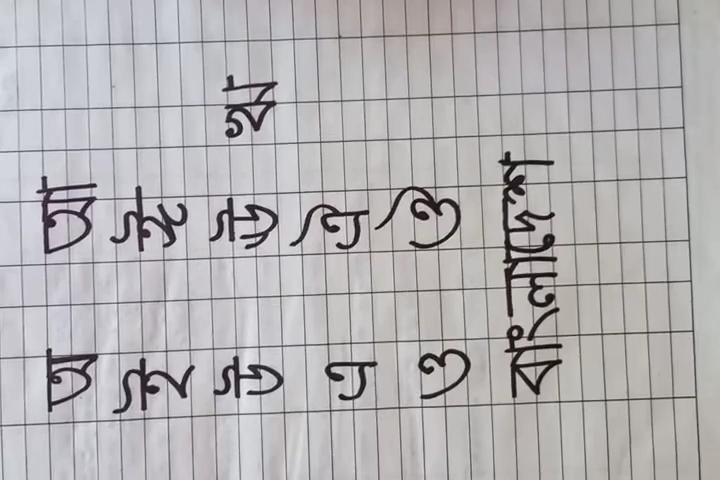 অ আ
ই ঈ
উ ঊ ঋ
এ ঐ
ও ঔ
বাংলাদেশ